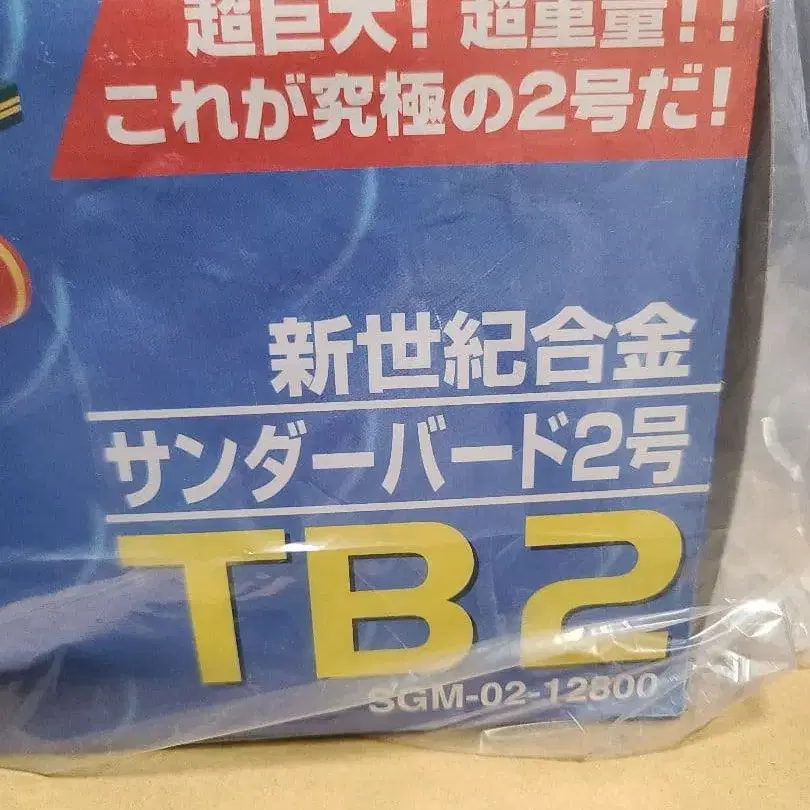 超巨大！超重量！！
これが究極の2号だ！
新世紀合金
サンダーバード2号
TB2
SGM-02-12800